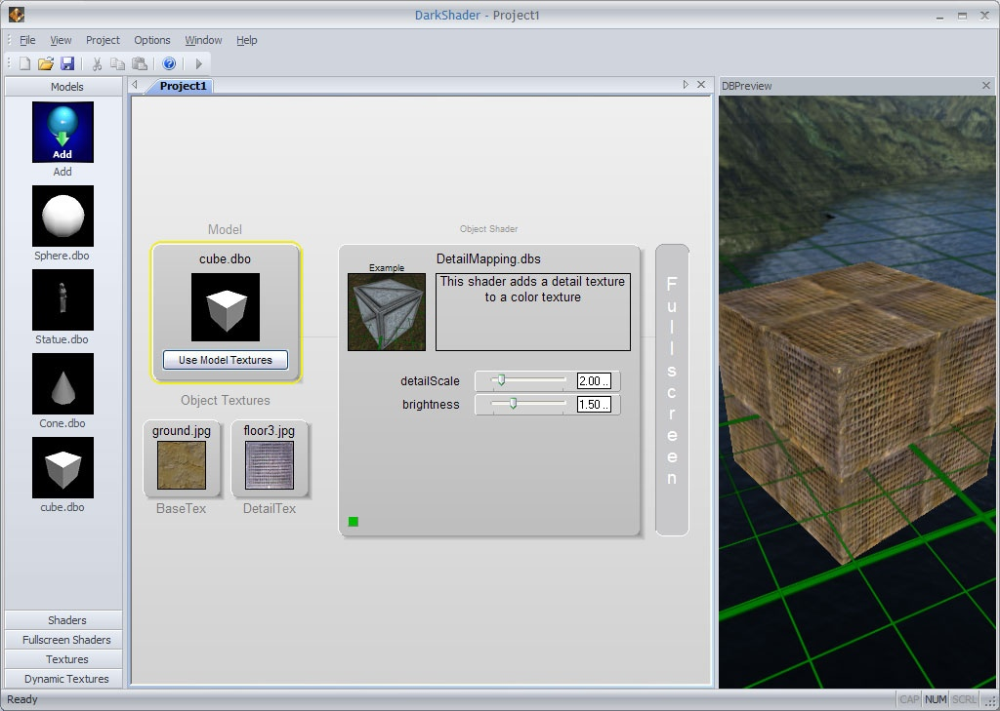 DarkShader - Project1
File View Project Options Window Help
Models
Add
Add
Sphere.dbo
Statue.dbo
Cone.dbo
cube.dbo
Shaders
Fullscreen Shaders
Textures
Dynamic Textures
Project1
Model
cube.dbo
Use Model Textures
Object Textures
ground.jpg
BaseTex
floor3.jpg
DetailTex
Object Shader
DetailMapping.dbs
Example
This shader adds a detail texture
to a color texture
detailScale 2.00 ..
brightness 1.50 ..
Fullscreen
DBPreview
Ready
CAP NUM SCRL